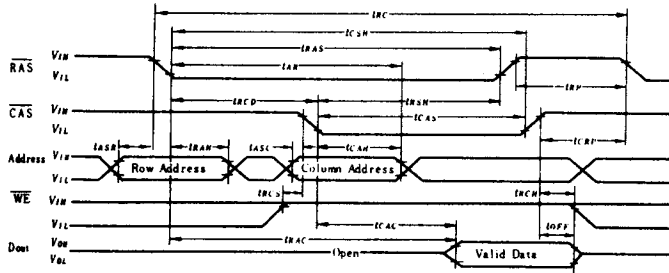 tRC
tCSH
tRAS
tAR
RAS VIH
VIL
tRP
tRCD
tRSH
tCAS
CAS VIH
VIL
tCRP
tASR
tRAH
tASC
tCAH
Address VIH
VIL
Row Address
Column Address
tRCS
tRCH
WE VIH
VIL
tCAC
tOFF
tRAC
Dout VOH
VOL
Open
Valid Data